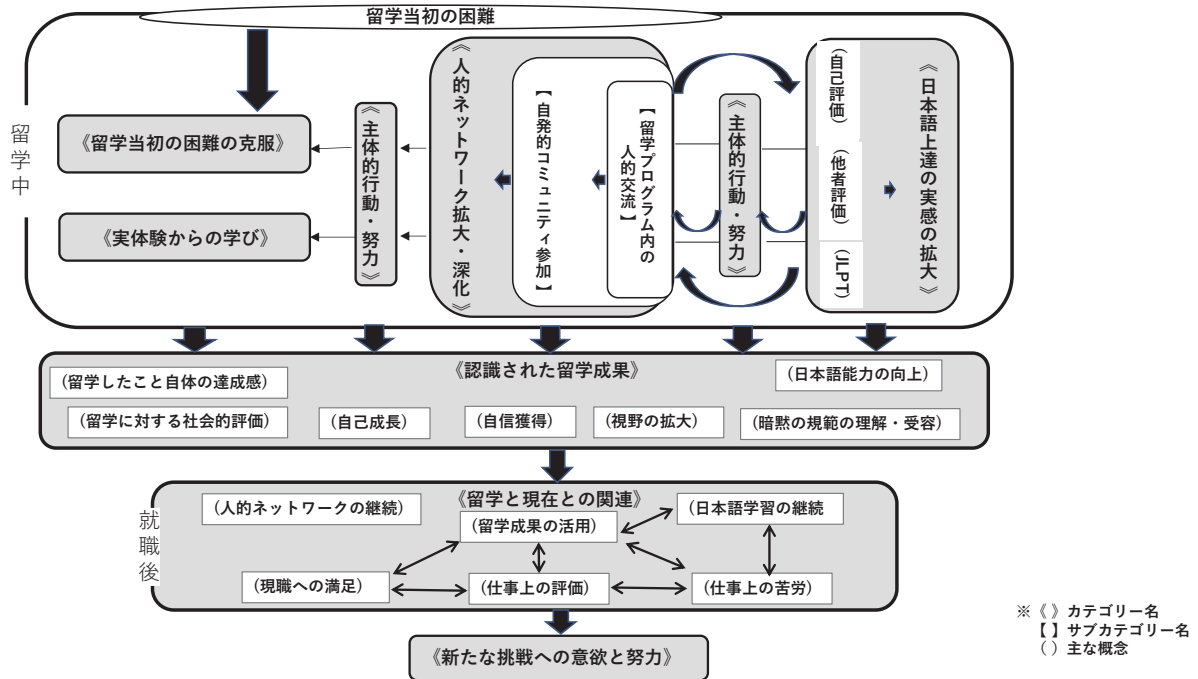 留学当初の困難
留学中
《留学当初の困難の克服》
《実体験からの学び》
《主体的行動・努力》
《人的ネットワーク拡大・深化》
【自発的コミュニティ参加】
【留学プログラム内の
人的交流】
《主体的行動・努力》
(自己評価)
(他者評価)
(JLPT)
《日本語上達の実感の拡大》
《認識された留学成果》
(留学したこと自体の達成感)
(日本語能力の向上)
(留学に対する社会的評価)
(自己成長)
(自信獲得)
(視野の拡大)
(暗黙の規範の理解・受容)
就職後
《留学と現在との関連》
(人的ネットワークの継続)
(留学成果の活用)
(日本語学習の継続
(現職への満足)
(仕事上の評価)
(仕事上の苦労)
《新たな挑戦への意欲と努力》
※《 》カテゴリー名
【 】サブカテゴリー名
( )主な概念